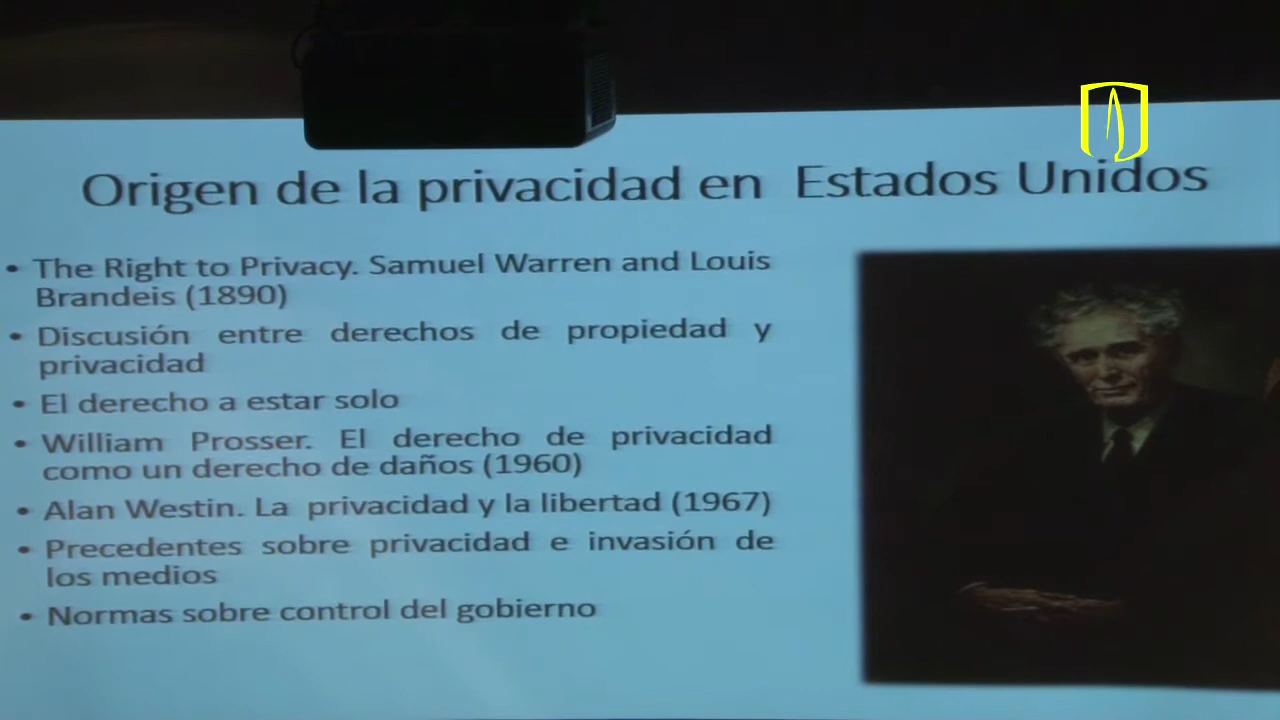 Origen de la privacidad en Estados Unidos
• The Right to Privacy. Samuel Warren and Louis
Brandeis (1890)
• Discusión entre derechos de propiedad y
privacidad
• El derecho a estar solo
• William Prosser. El derecho de privacidad
como un derecho de daños (1960)
• Alan Westin. La privacidad y la libertad (1967)
• Precedentes sobre privacidad e invasión de
los medios
• Normas sobre control del gobierno